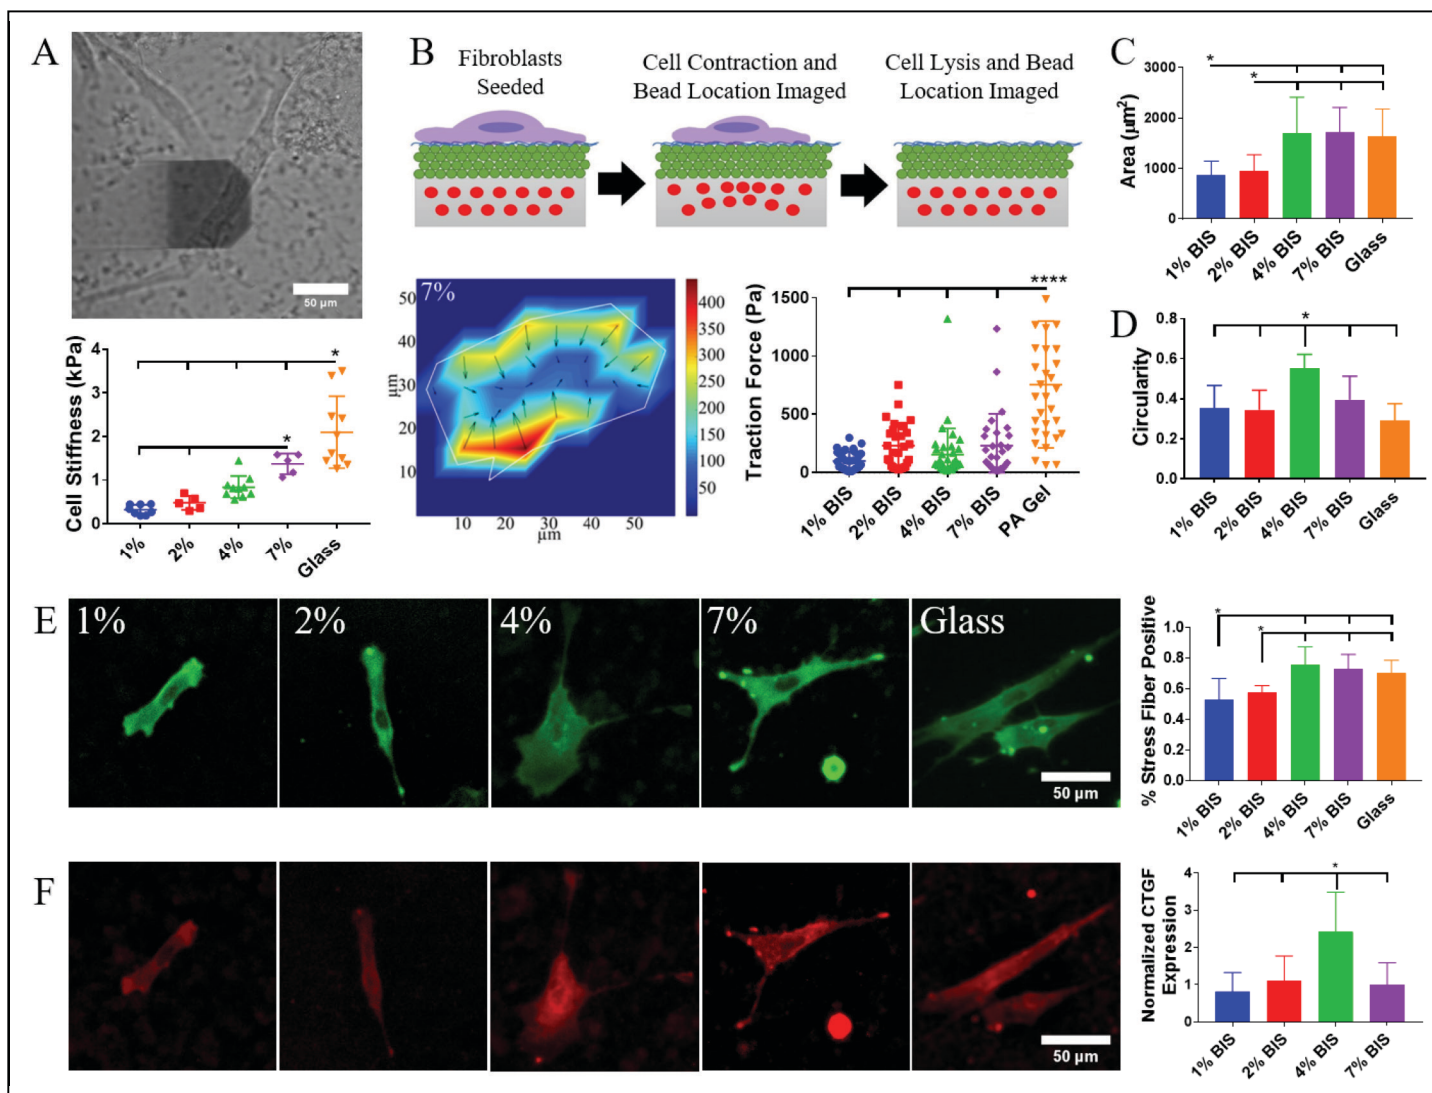 A
50 µm
Cell Stiffness (kPa)
4
3
2
1
0
*
*
1%
2%
4%
7%
Glass
B
Fibroblasts
Seeded
Cell Contraction and
Bead Location Imaged
Cell Lysis and Bead
Location Imaged
7%
50
40
30
20
10
µm
10
20
30
40
50
µm
400
350
300
250
200
150
100
50
Traction Force (Pa)
1500
1000
500
0
****
1% BIS
2% BIS
4% BIS
7% BIS
PA Gel
C
Area (µm²)
3000
2000
1000
0
*
*
1% BIS
2% BIS
4% BIS
7% BIS
Glass
D
Circularity
0.8
0.6
0.4
0.2
0.0
*
1% BIS
2% BIS
4% BIS
7% BIS
Glass
E
1%
2%
4%
7%
Glass
50 µm
% Stress Fiber Positive
1.0
0.8
0.6
0.4
0.2
0.0
*
*
1% BIS
2% BIS
4% BIS
7% BIS
Glass
F
50 µm
Normalized CTGF
Expression
4
3
2
1
0
*
1% BIS
2% BIS
4% BIS
7% BIS